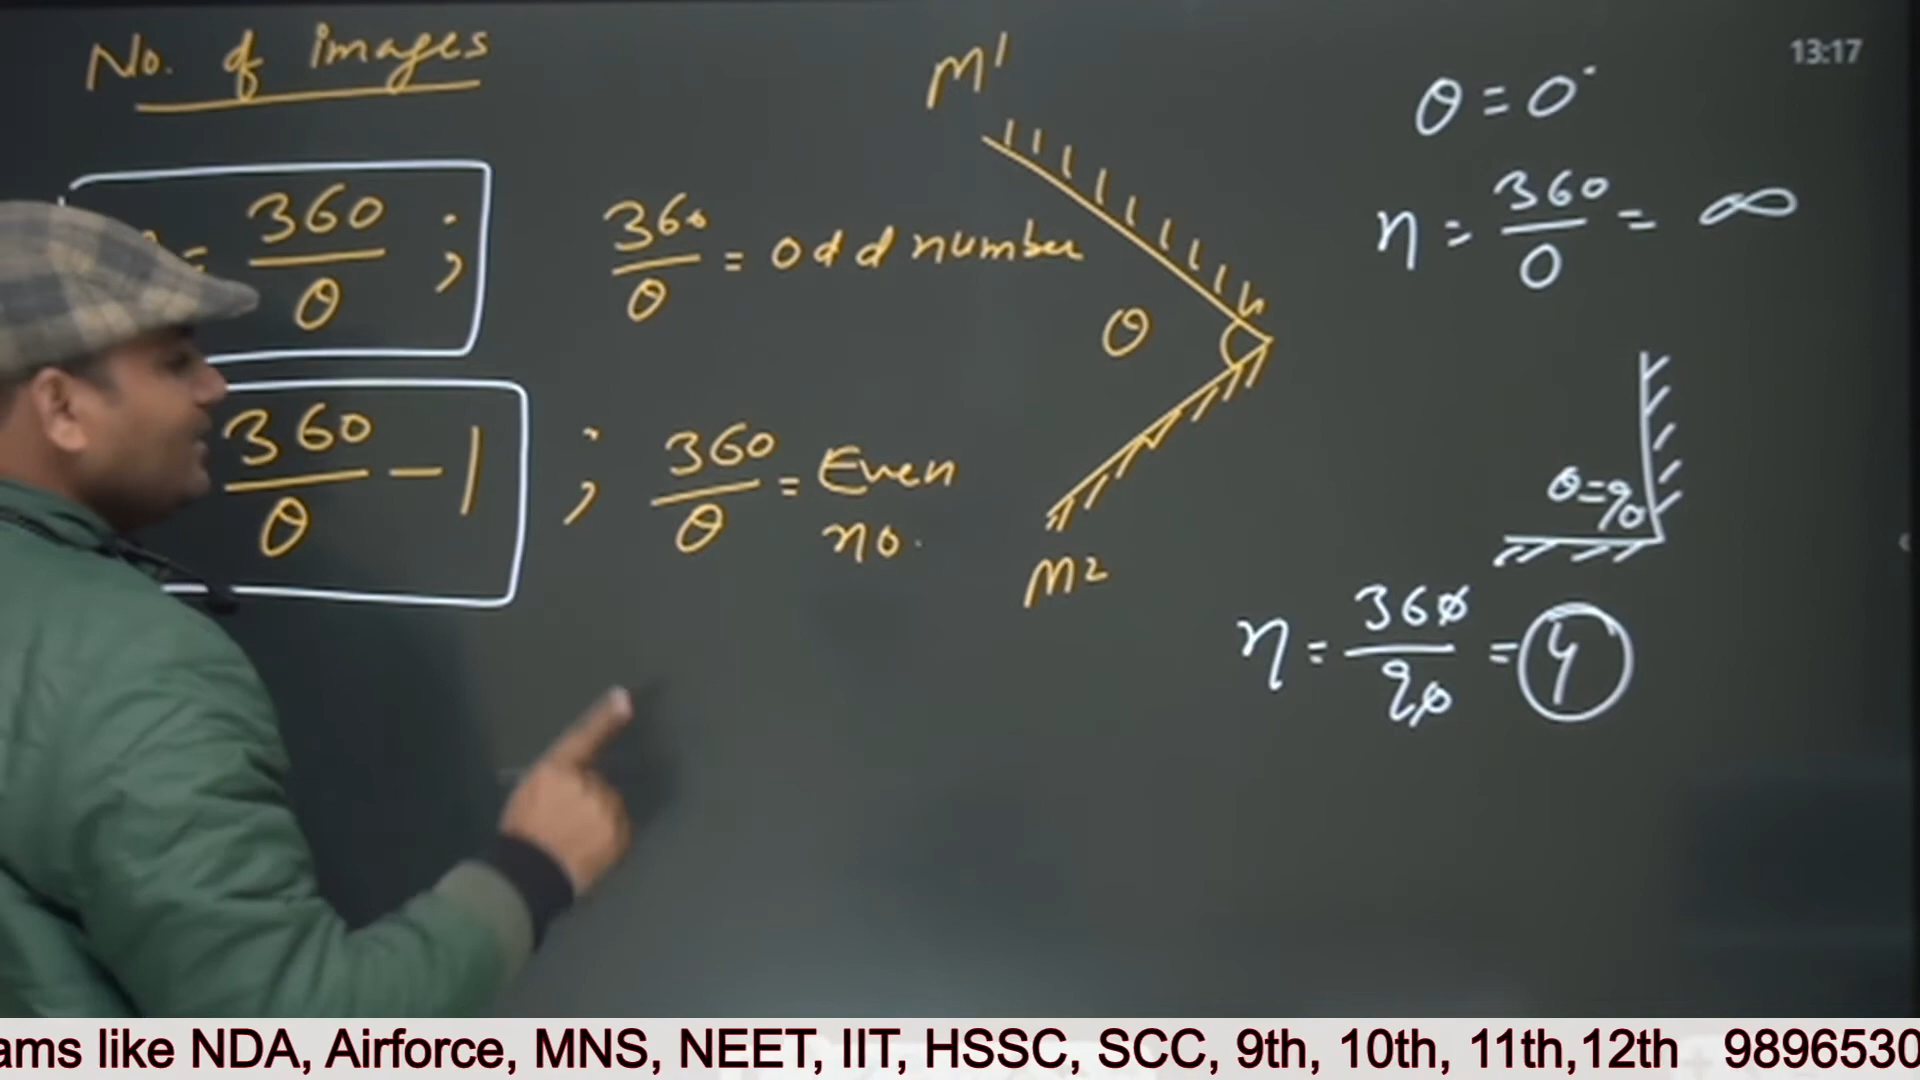 No. of images
= 360/θ ;
360/θ = odd number
360/θ - 1 ;
360/θ = Even no.
M1
θ
M2
13:17
θ = 0°
n = 360/0 = ∞
θ=90
n = 360/90 = 4
ams like NDA, Airforce, MNS, NEET, IIT, HSSC, SCC, 9th, 10th, 11th,12th 9896530